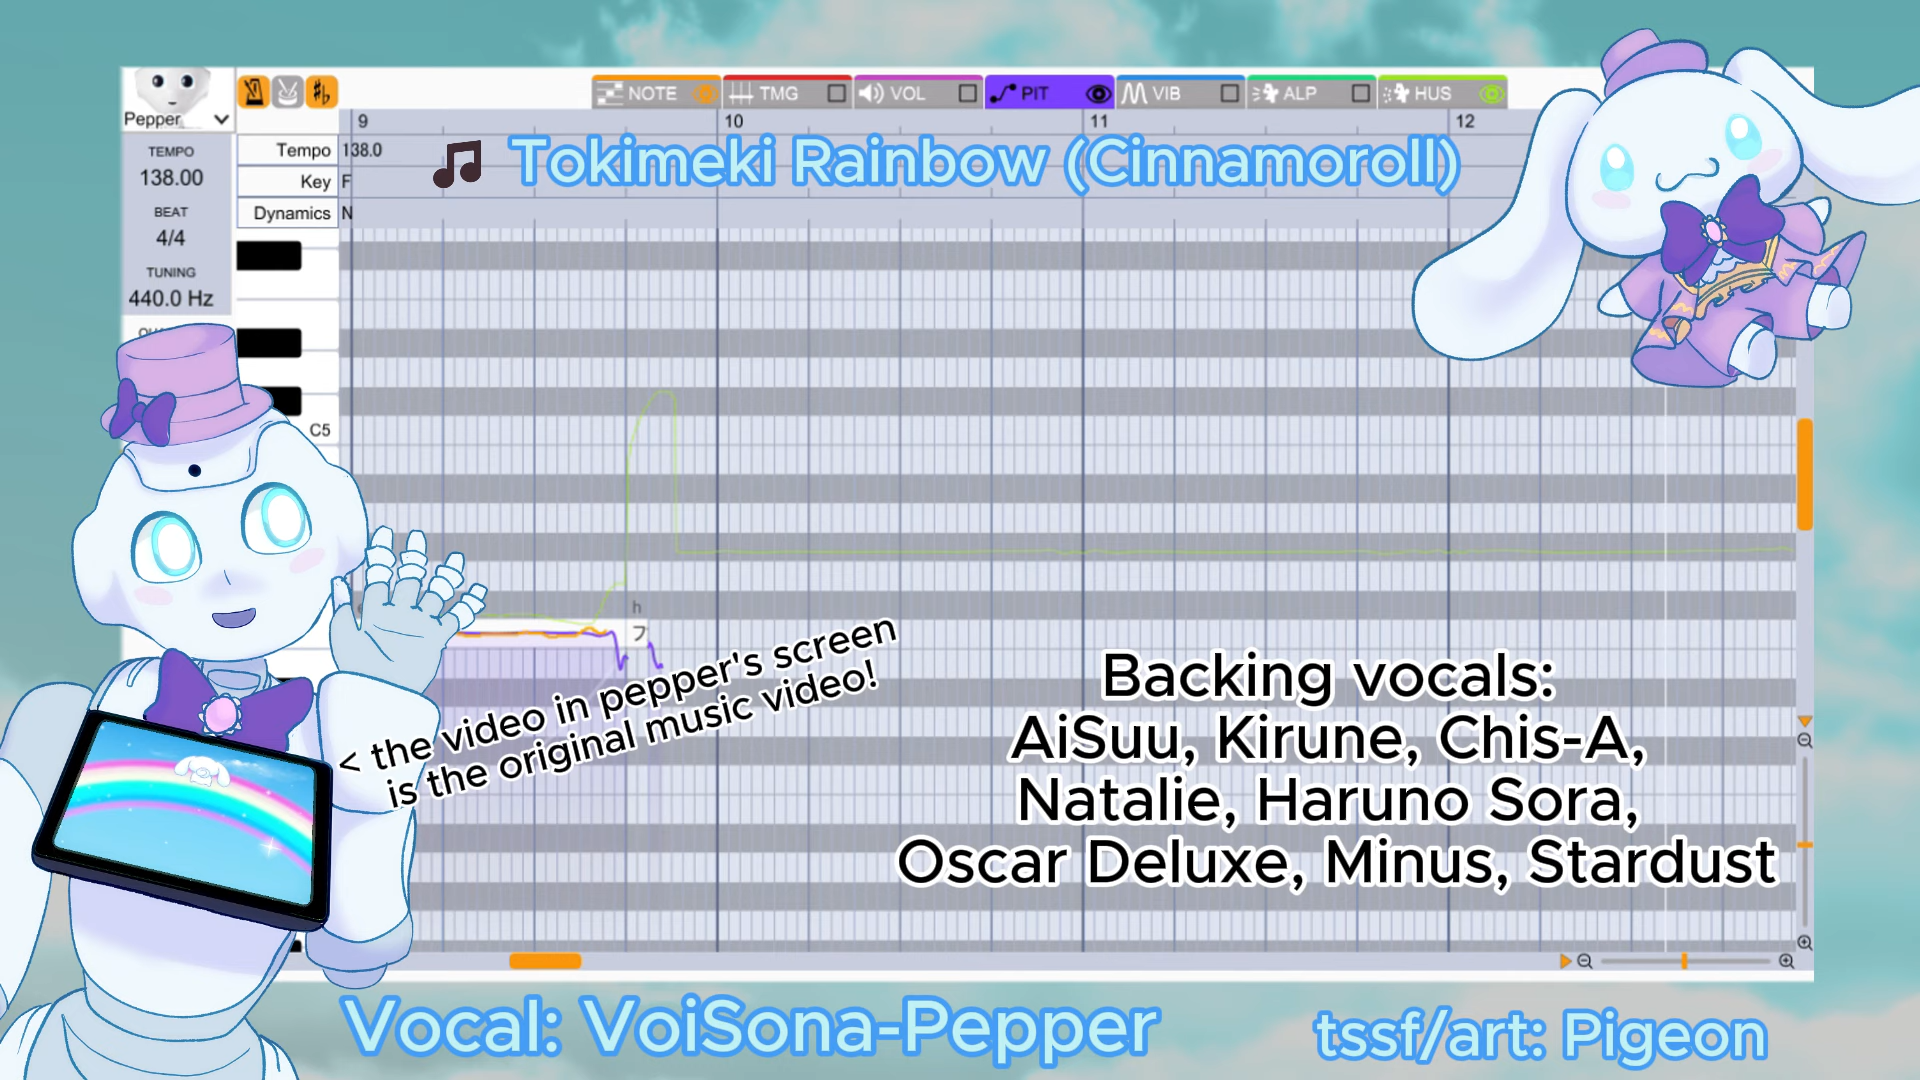 Pepper
NOTE
TMG
VOL
PIT
VIB
ALP
HUS
9
10
11
12
TEMPO
138.00
BEAT
4/4
TUNING
440.0 Hz
Tempo
138.0
Key
F
Dynamics
N
🎵 Tokimeki Rainbow (Cinnamoroll)
C5
h
フ
< the video in pepper's screen
is the original music video!
Backing vocals:
AiSuu, Kirune, Chis-A,
Natalie, Haruno Sora,
Oscar Deluxe, Minus, Stardust
Vocal: VoiSona-Pepper
tssf/art: Pigeon